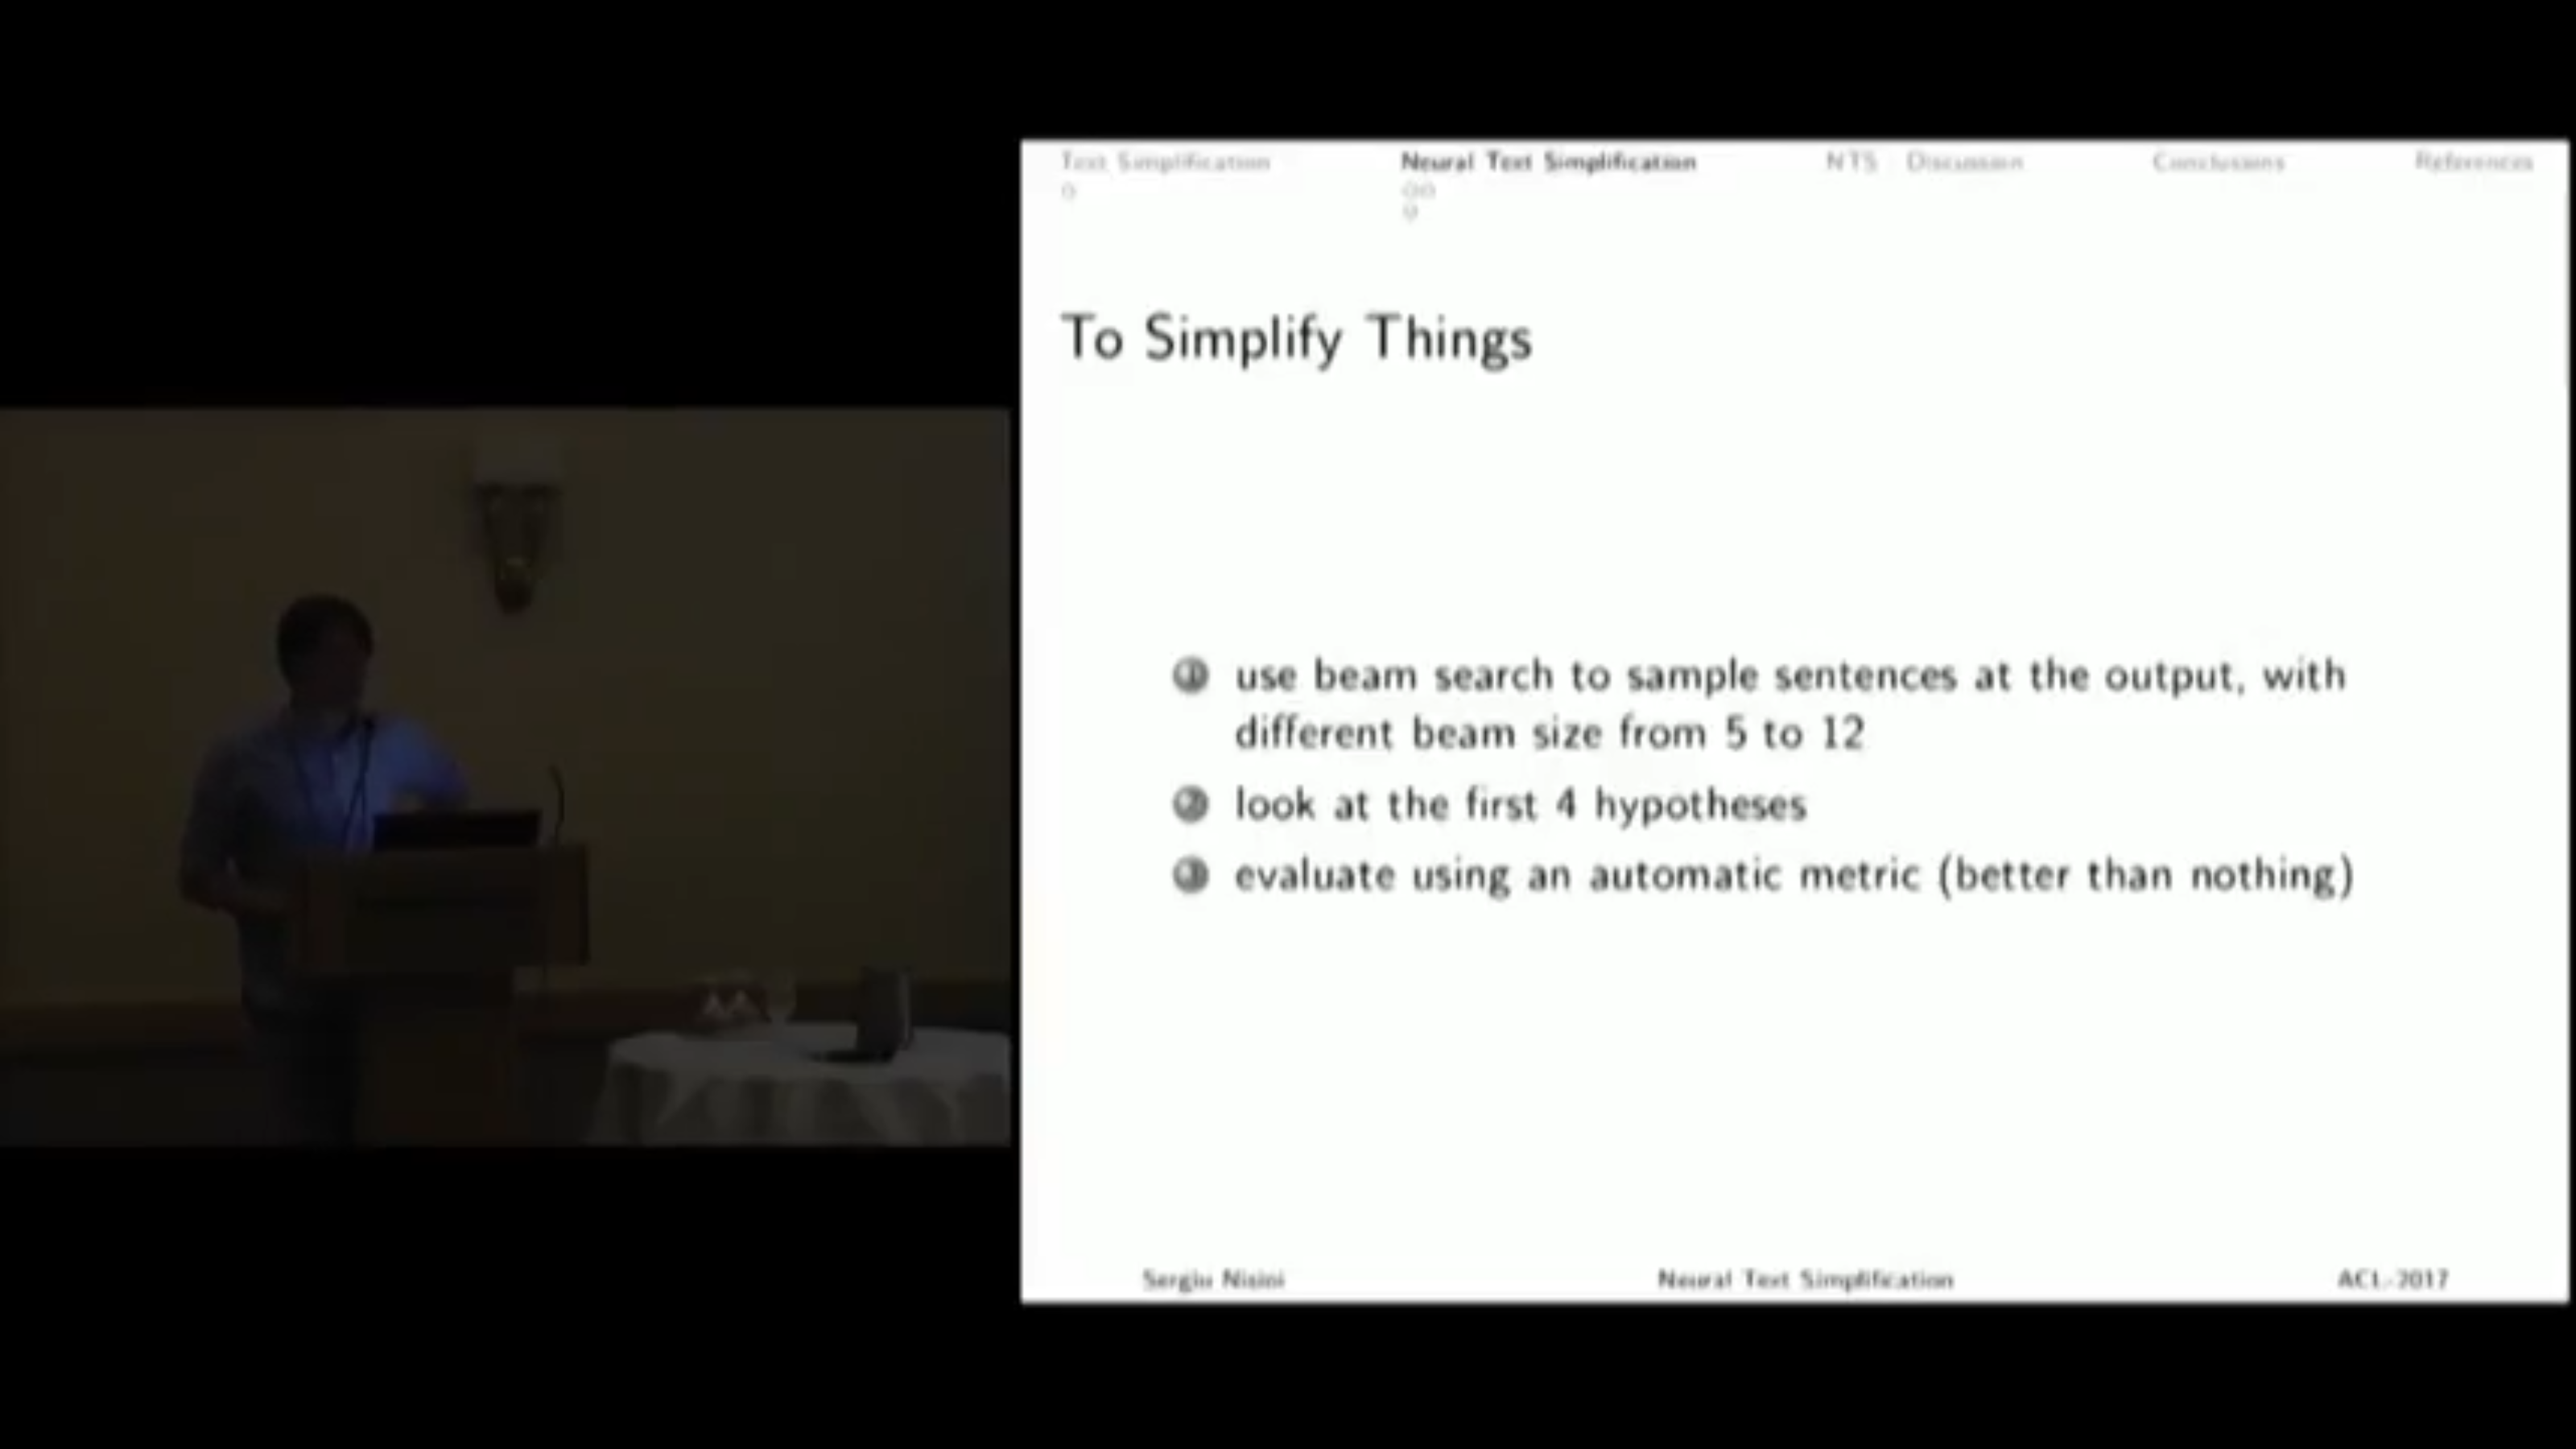 Text Simplification
Neural Text Simplification
NTS
Discussion
Conclusions
References
To Simplify Things
1 use beam search to sample sentences at the output, with
different beam size from 5 to 12
2 look at the first 4 hypotheses
3 evaluate using an automatic metric (better than nothing)
Sergiu Nisioi
Neural Text Simplification
ACL-2017